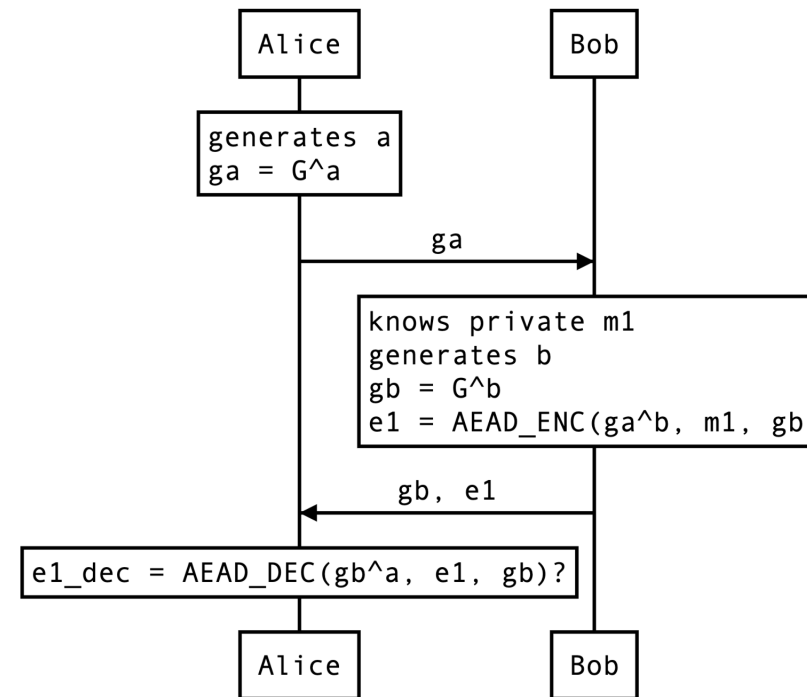 Alice
Bob
generates a
ga = G^a
ga
knows private m1
generates b
gb = G^b
e1 = AEAD_ENC(ga^b, m1, gb
gb, e1
e1_dec = AEAD_DEC(gb^a, e1, gb)?
Alice
Bob